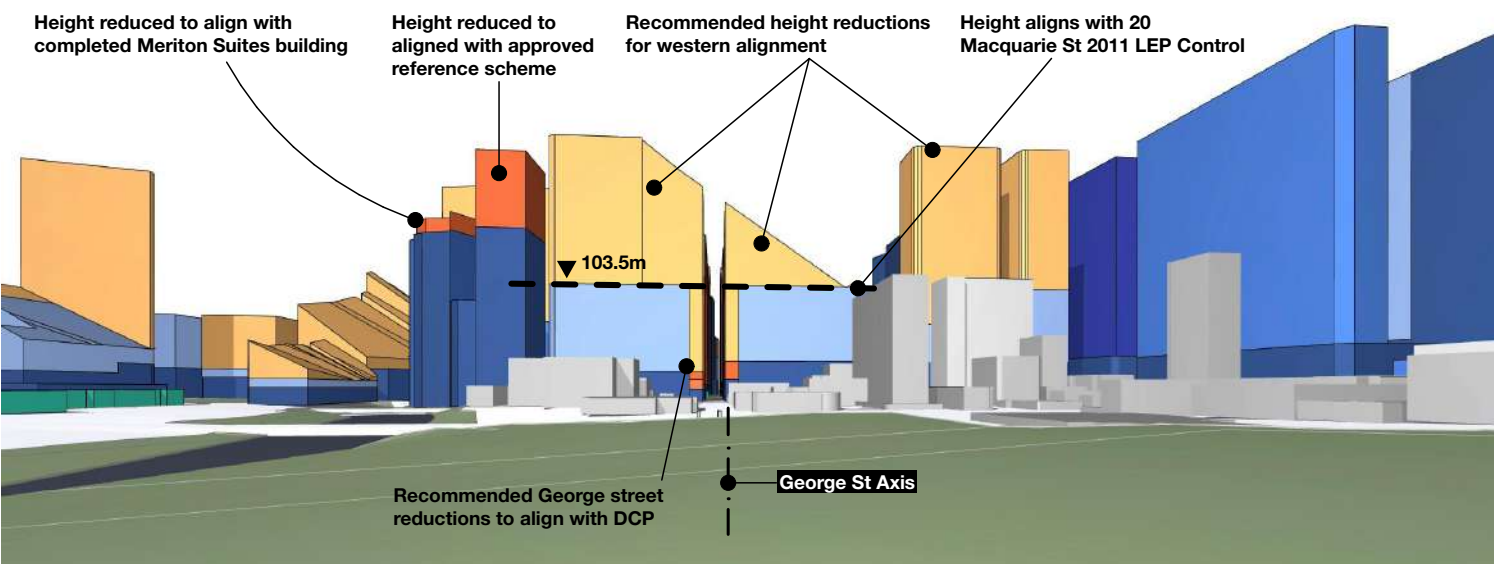 Height reduced to align with
completed Meriton Suites building
Height reduced to
aligned with approved
reference scheme
Recommended height reductions
for western alignment
Height aligns with 20
Macquarie St 2011 LEP Control
103.5m
Recommended George street
reductions to align with DCP
George St Axis